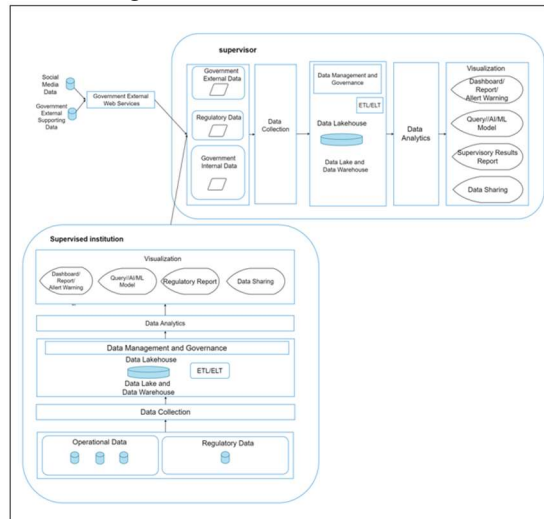 supervisor
Social
Media
Data
Government
External
Supporting
Data
Government External
Web Services
Government
External Data
Regulatory Data
Government
Internal Data
Data
Collection
Data Management and
Governance
ETL/ELT
Data Lakehouse
Data Lake and
Data Warehouse
Data
Analytics
Visualization
Dashboard/
Report/
Allert Warning
Query//AI/ML
Model
Supervisory Results
Report
Data Sharing
Supervised institution
Visualization
Dashboard/
Report/
Allert Warning
Query//AI/ML
Model
Regulatory Report
Data Sharing
Data Analytics
Data Management and Governance
Data Lakehouse
ETL/ELT
Data Lake and
Data Warehouse
Data Collection
Operational Data
Regulatory Data